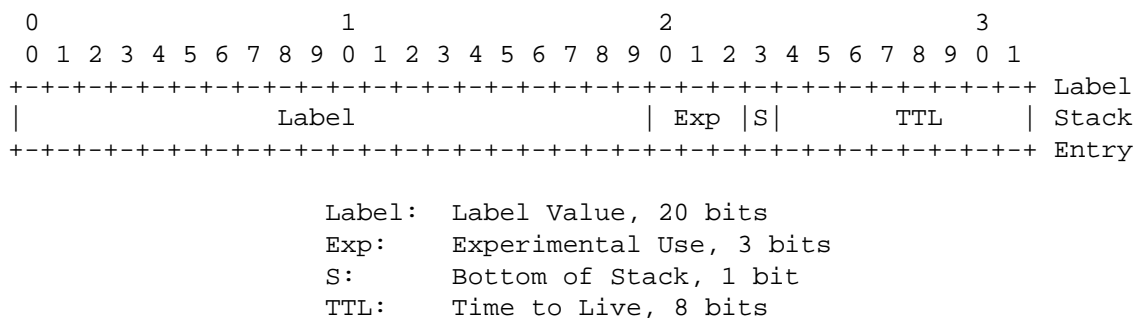 0                   1                   2                   3
 0 1 2 3 4 5 6 7 8 9 0 1 2 3 4 5 6 7 8 9 0 1 2 3 4 5 6 7 8 9 0 1
+-+-+-+-+-+-+-+-+-+-+-+-+-+-+-+-+-+-+-+-+-+-+-+-+-+-+-+-+-+-+-+-+ Label
|                Label                  | Exp |S|       TTL     | Stack
+-+-+-+-+-+-+-+-+-+-+-+-+-+-+-+-+-+-+-+-+-+-+-+-+-+-+-+-+-+-+-+-+ Entry
                    Label:  Label Value, 20 bits
                    Exp:    Experimental Use, 3 bits
                    S:      Bottom of Stack, 1 bit
                    TTL:    Time to Live, 8 bits